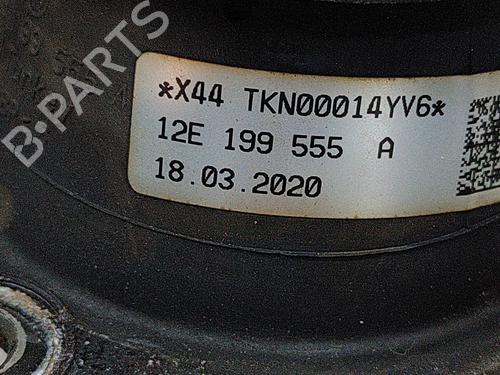 B-PARTS
*X44 TKN00014YV6*
12E 199 555 A
18.03.2020